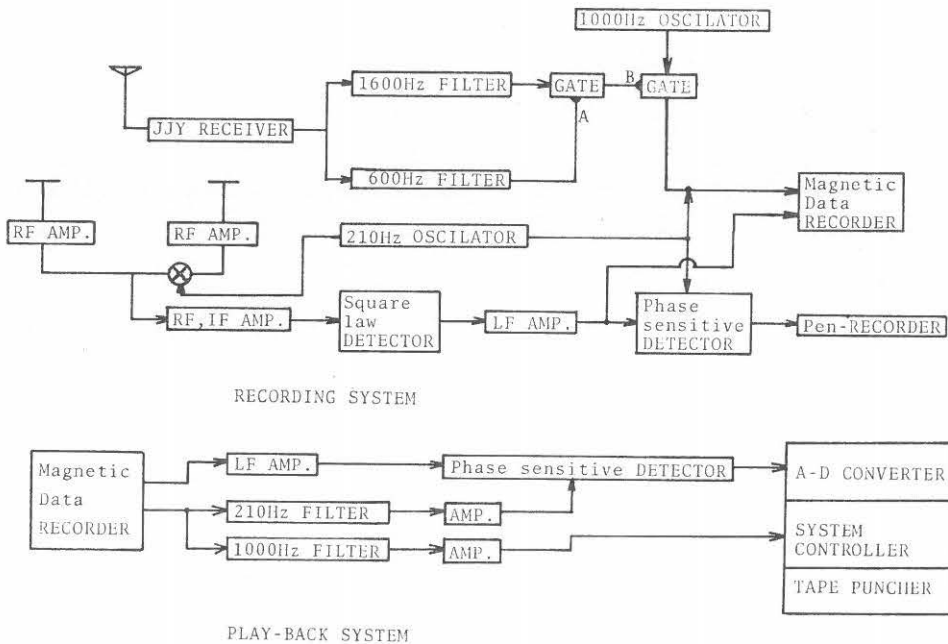 1000Hz OSCILATOR
1600Hz FILTER
GATE
B
GATE
A
JJY RECEIVER
600Hz FILTER
Magnetic
Data
RECORDER
RF AMP.
RF AMP.
210Hz OSCILATOR
RF,IF AMP.
Square
law
DETECTOR
LF AMP.
Phase
sensitive
DETECTOR
Pen-RECORDER
RECORDING SYSTEM
Magnetic
Data
RECORDER
LF AMP.
Phase sensitive DETECTOR
A-D CONVERTER
210Hz FILTER
AMP.
1000Hz FILTER
AMP.
SYSTEM
CONTROLLER
TAPE PUNCHER
PLAY-BACK SYSTEM